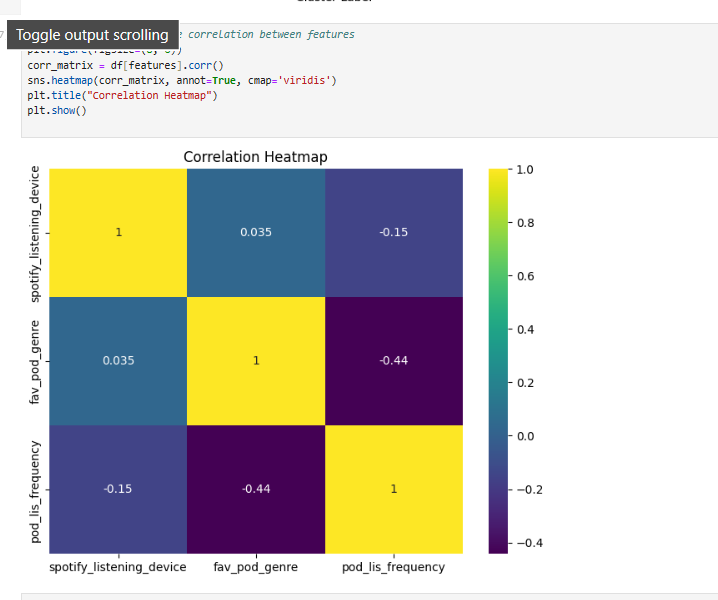 Toggle output scrolling
correlation between features
corr_matrix = df[features].corr()
sns.heatmap(corr_matrix, annot=True, cmap='viridis')
plt.title("Correlation Heatmap")
plt.show()
Correlation Heatmap
spotify_listening_device
1
0.035
-0.15
fav_pod_genre
0.035
1
-0.44
pod_lis_frequency
-0.15
-0.44
1
spotify_listening_device
fav_pod_genre
pod_lis_frequency
1.0
0.8
0.6
0.4
0.2
0.0
−0.2
−0.4